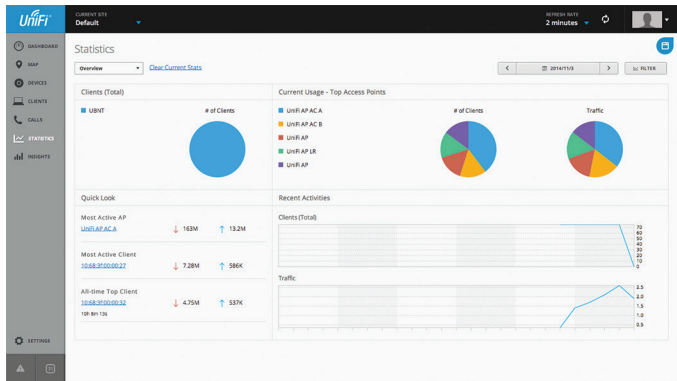 UniFi
CURRENT SITE
Default
REFRESH RATE
2 minutes
DASHBOARD
MAP
DEVICES
CLIENTS
CALLS
STATISTICS
INSIGHTS
SETTINGS
Statistics
Overview
Clear Current Stats
2014/11/3
FILTER
Clients (Total)
UBNT
# of Clients
Current Usage - Top Access Points
UniFi AP AC A
UniFi AP AC B
UniFi AP
UniFi AP LR
UniFi AP
# of Clients
Traffic
Quick Look
Most Active AP
UniFi AP AC A
163M
13.2M
Most Active Client
10:68:3f:00:00:27
7.28M
586K
All-time Top Client
10:68:3f:00:00:32
4.75M
537K
10h 8m 13s
Recent Activities
Clients (Total)
70
60
50
40
30
20
10
0
Traffic
2.5
2.0
1.5
1.0
0.5